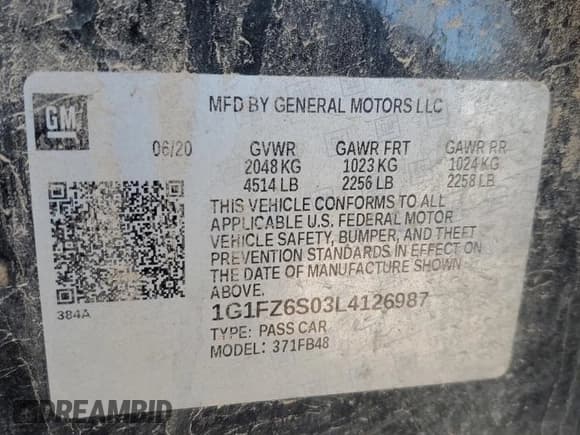 GM
MFD BY GENERAL MOTORS LLC
06/20 GVWR GAWR FRT GAWR RR
2048 KG 1023 KG 1024 KG
4514 LB 2256 LB 2258 LB
THIS VEHICLE CONFORMS TO ALL
APPLICABLE U.S. FEDERAL MOTOR
VEHICLE SAFETY, BUMPER, AND THEFT
PREVENTION STANDARDS IN EFFECT ON
THE DATE OF MANUFACTURE SHOWN
ABOVE.
384A
1G1FZ6S03L4126987
TYPE: PASS CAR
MODEL: 371FB48
DREAMBID